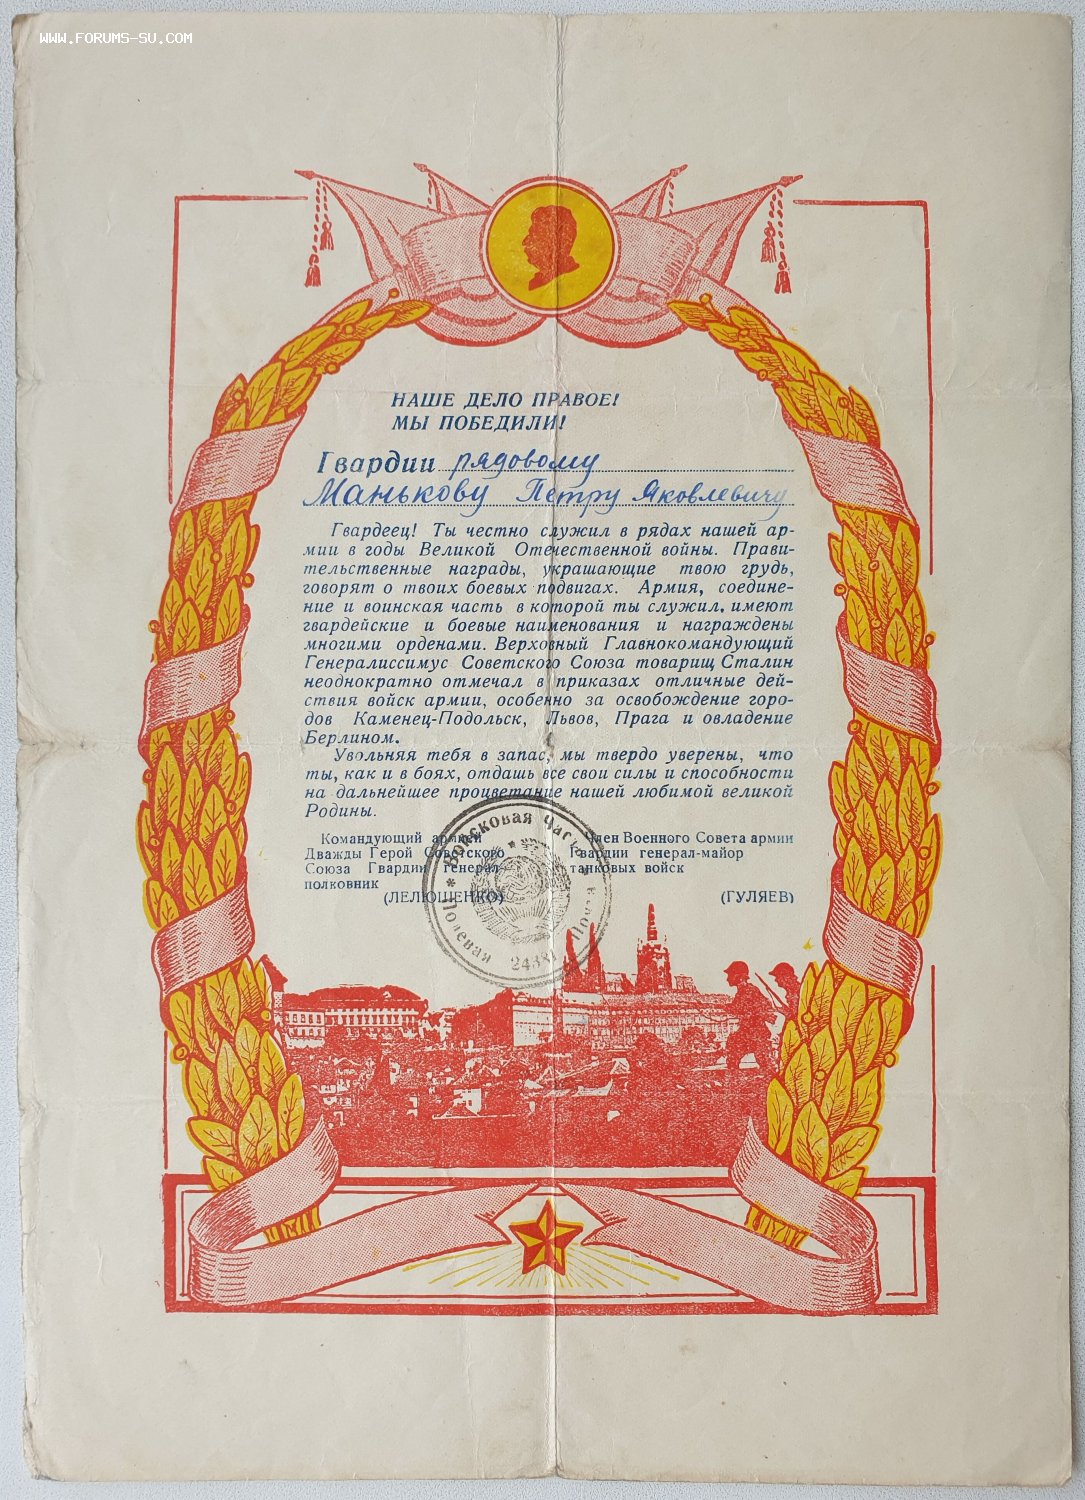 WWW.FORUMS-SU.COM
НАШЕ ДЕЛО ПРАВОЕ!
МЫ ПОБЕДИЛИ!
Гвардии рядовому
Манькову Петру Яковлевичу
Гвардеец! Ты честно служил в рядах нашей ар-
мии в годы Великой Отечественной войны. Прави-
тельственные награды, украшающие твою грудь,
говорят о твоих боевых подвигах. Армия, соедине-
ние и воинская часть в которой ты служил, имеют
гвардейские и боевые наименования и награждены
многими орденами. Верховный Главнокомандующий
Генералиссимус Советского Союза товарищ Сталин
неоднократно отмечал в приказах отличные дей-
ствия войск армии, особенно за освобождение горо-
дов Каменец-Подольск, Львов, Прага и овладение
Берлином.
Увольняя тебя в запас, мы твердо уверены, что
ты, как и в боях, отдашь все свои силы и способности
на дальнейшее процветание нашей любимой великой
Родины.
Командующий армией
Дважды Герой Советского
Союза Гвардии генерал-
полковник
(ЛЕЛЮШЕНКО)
Член Военного Совета армии
Гвардии генерал-майор
танковых войск
(ГУЛЯЕВ)
Войсковая часть
Полевая Почта